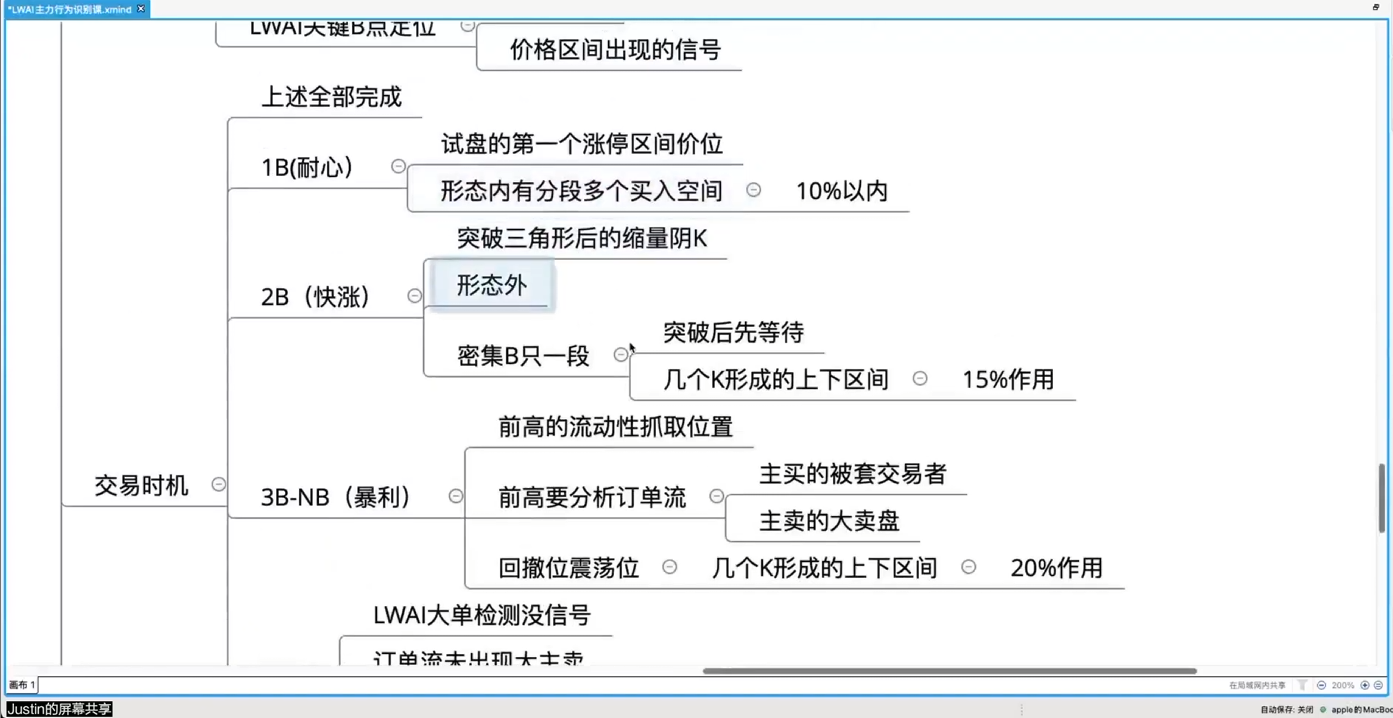 *LWAI主力行为识别课.xmind
LWAI关键B点定位
价格区间出现的信号
上述全部完成
1B(耐心）
试盘的第一个涨停区间价位
形态内有分段多个买入空间
10%以内
突破三角形后的缩量阴K
2B（快涨）
形态外
密集B只一段
突破后先等待
几个K形成的上下区间
15%作用
前高的流动性抓取位置
交易时机
3B-NB（暴利）
前高要分析订单流
主买的被套交易者
主卖的大卖盘
回撤位震荡位
几个K形成的上下区间
20%作用
LWAI大单检测没信号
订单流未出现大主卖
画布 1
在局域网内共享
200%
Justin的屏幕共享
自动保存: 关闭
apple的MacBoo